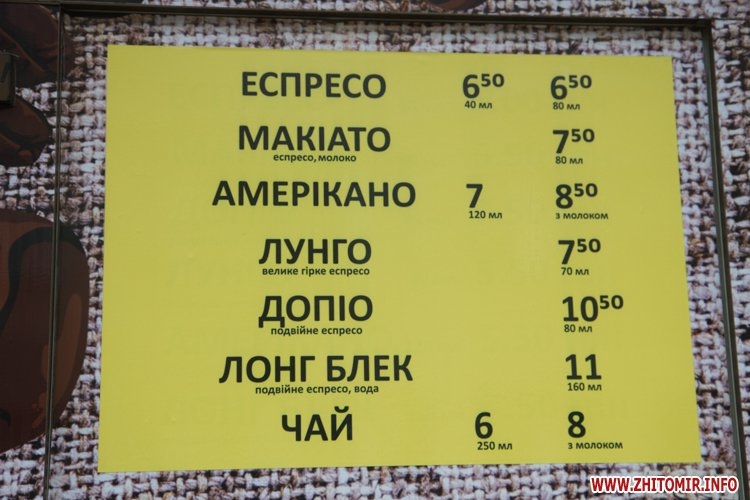 ЕСПРЕСО 6⁵⁰ 6⁵⁰
40 мл 80 мл
МАКІАТО 7⁵⁰
еспресо, молоко 80 мл
АМЕРІКАНО 7 8⁵⁰
120 мл з молоком
ЛУНГО 7⁵⁰
велике гірке еспресо 70 мл
ДОПІО 10⁵⁰
подвійне еспресо 80 мл
ЛОНГ БЛЕК 11
подвійне еспресо, вода 160 мл
ЧАЙ 6 8
250 мл з молоком
WWW.ZHITOMIR.INFO